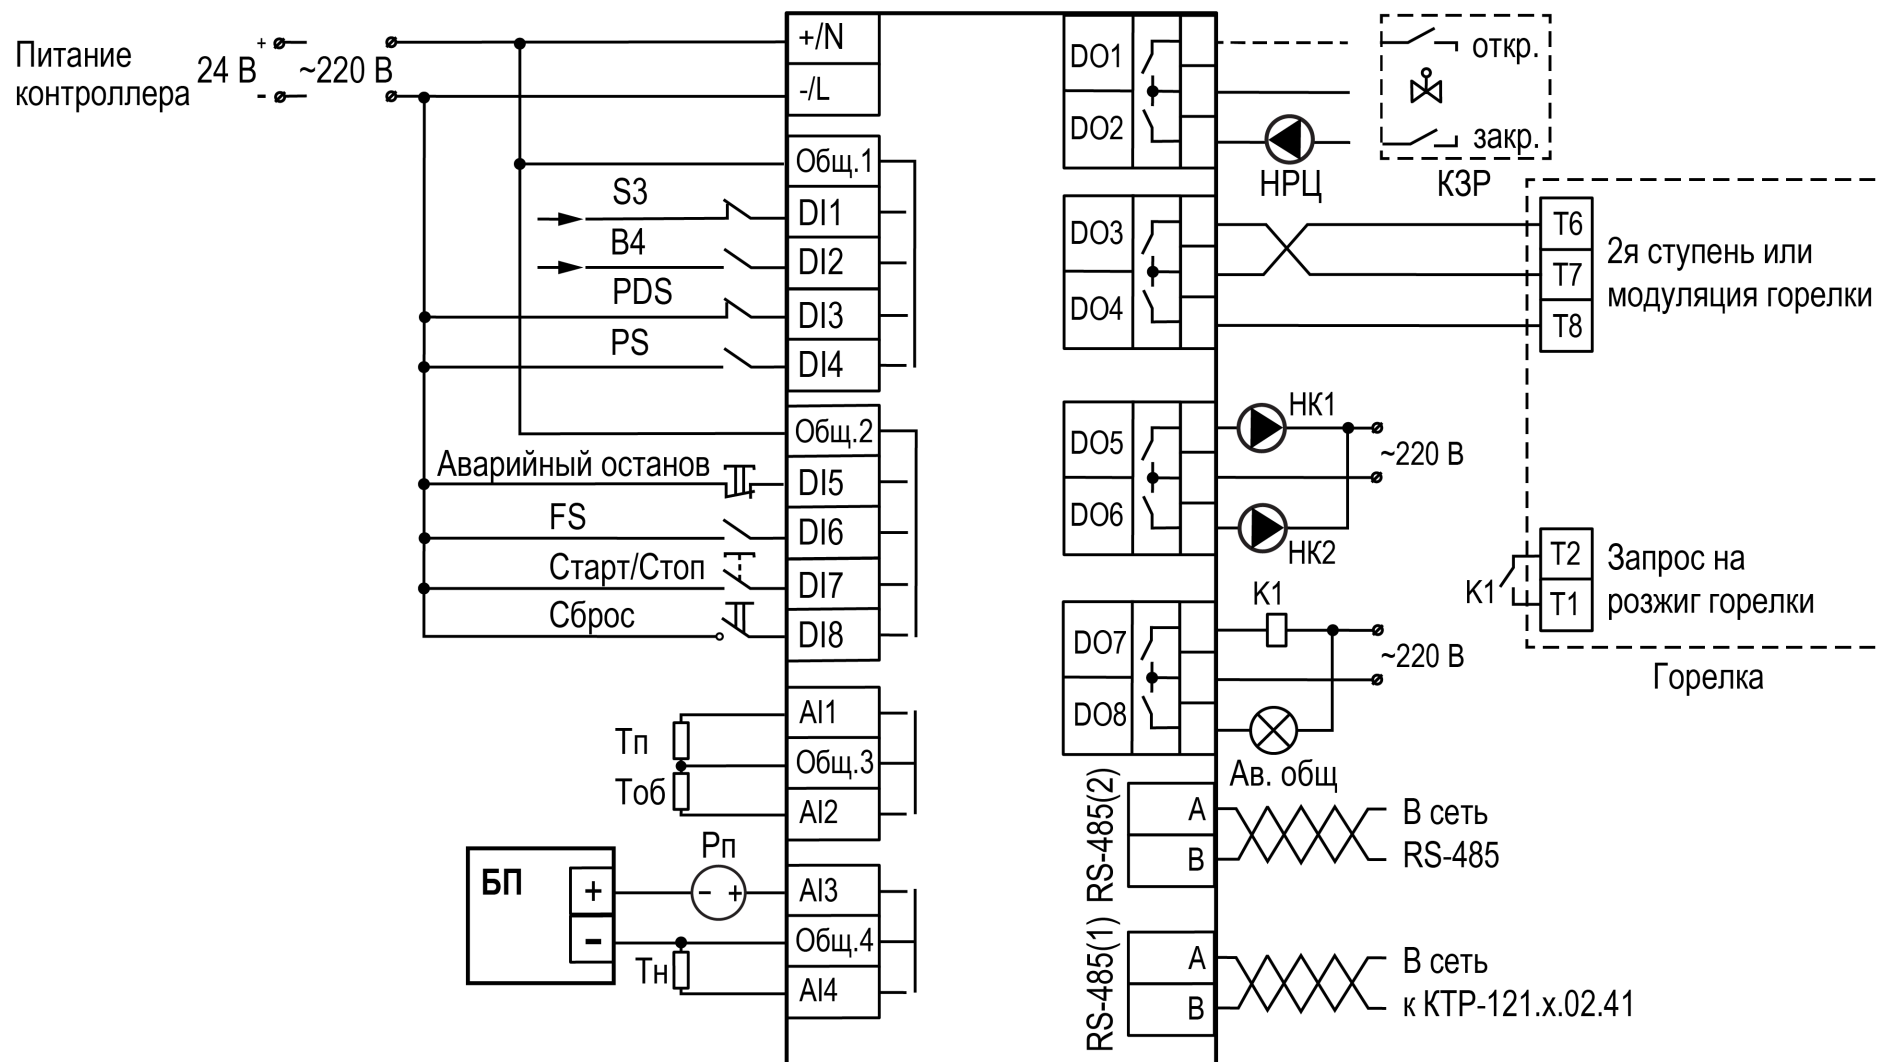 Питание
контроллера
24 В
+
-
~220 В
+/N
-/L
Общ.1
S3
DI1
B4
DI2
PDS
DI3
PS
DI4
Общ.2
Аварийный останов
DI5
FS
DI6
Старт/Стоп
DI7
Сброс
DI8
AI1
Тп
Общ.3
Тоб
AI2
БП
+
-
Рп
- +
AI3
Общ.4
Тн
AI4
DO1
DO2
НРЦ
откр.
закр.
КЗР
DO3
DO4
T6
T7
T8
2я ступень или
модуляция горелки
DO5
DO6
НК1
~220 В
НК2
K1
T2
T1
Запрос на
розжиг горелки
Горелка
DO7
DO8
K1
~220 В
Ав. общ
RS-485(2)
A
B
В сеть
RS-485
RS-485(1)
A
B
В сеть
к КТР-121.х.02.41